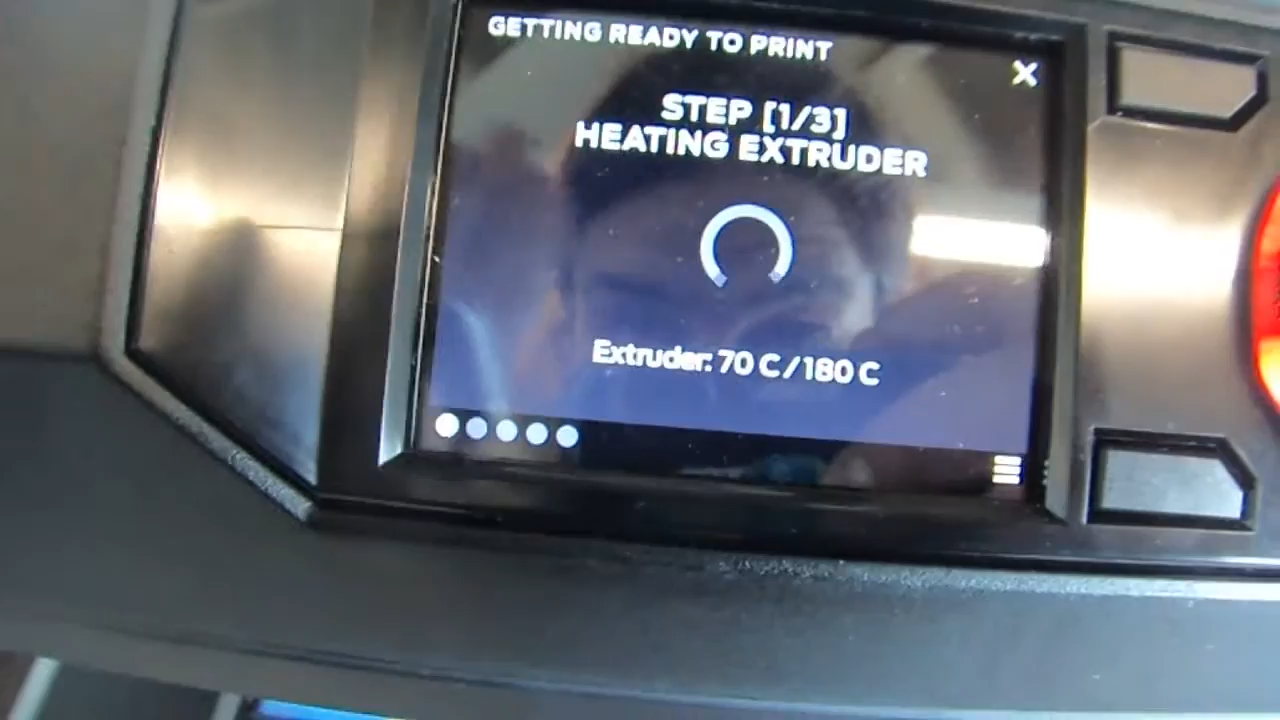 GETTING READY TO PRINT
STEP [1/3]
HEATING EXTRUDER
Extruder: 70 C / 180 C